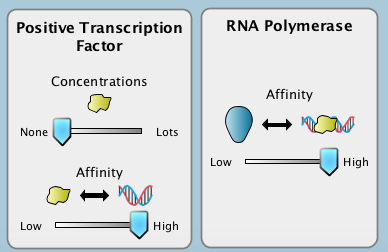 Positive Transcription
Factor
Concentrations
None Lots
Affinity
Low High
RNA Polymerase
Affinity
Low High